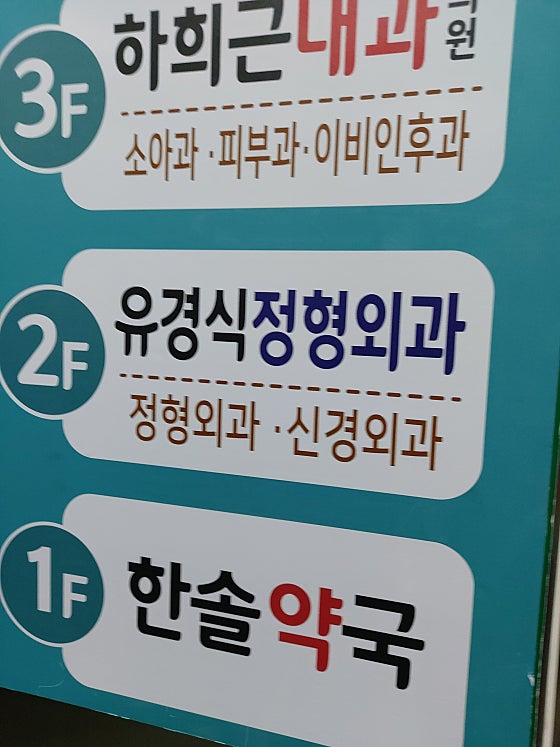 3F
하희근내과의원
소아과·피부과·이비인후과
2F
유경식정형외과
정형외과·신경외과
1F
한솔약국